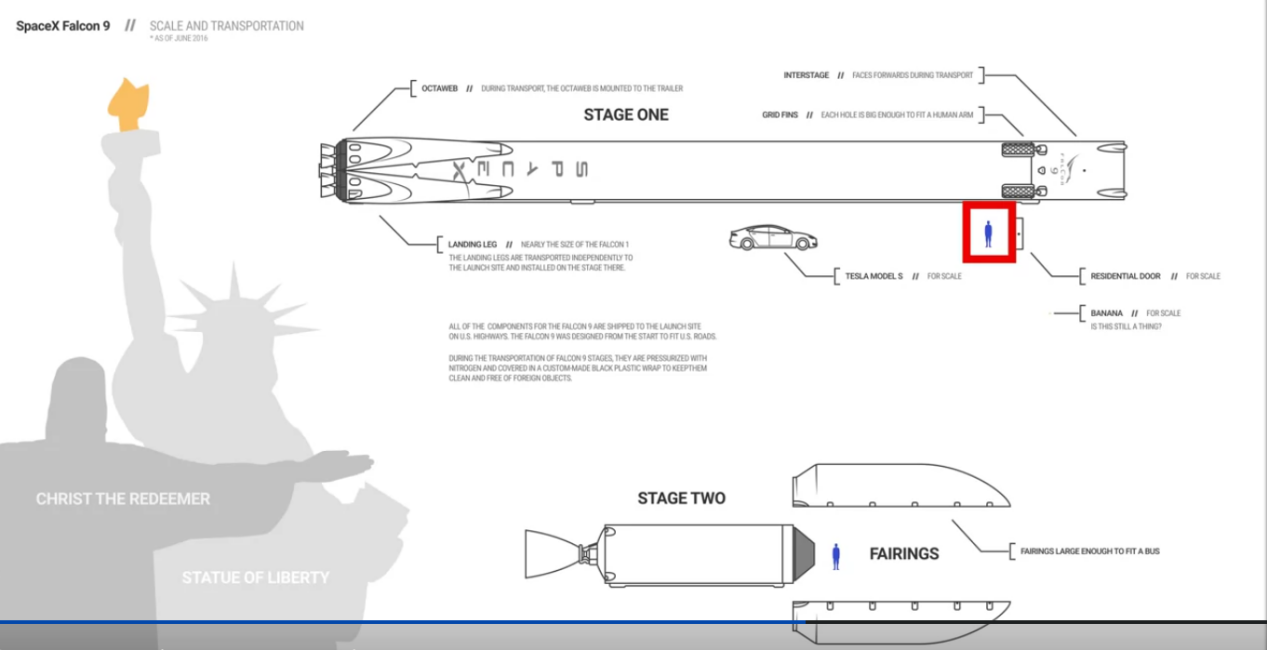 SpaceX Falcon 9 // SCALE AND TRANSPORTATION
* AS OF JUNE 2016
INTERSTAGE // FACES FORWARDS DURING TRANSPORT
OCTAWEB // DURING TRANSPORT, THE OCTAWEB IS MOUNTED TO THE TRAILER
STAGE ONE
GRID FINS // EACH HOLE IS BIG ENOUGH TO FIT A HUMAN ARM
SPACEX
FALCON 9
LANDING LEG // NEARLY THE SIZE OF THE FALCON 1
THE LANDING LEGS ARE TRANSPORTED INDEPENDENTLY TO
THE LAUNCH SITE AND INSTALLED ON THE STAGE THERE.
TESLA MODEL S // FOR SCALE
RESIDENTIAL DOOR // FOR SCALE
BANANA // FOR SCALE
IS THIS STILL A THING?
ALL OF THE COMPONENTS FOR THE FALCON 9 ARE SHIPPED TO THE LAUNCH SITE
ON U.S. HIGHWAYS. THE FALCON 9 WAS DESIGNED FROM THE START TO FIT U.S. ROADS.
DURING THE TRANSPORTATION OF FALCON 9 STAGES, THEY ARE PRESSURIZED WITH
NITROGEN AND COVERED IN A CUSTOM-MADE BLACK PLASTIC WRAP TO KEEPTHEM
CLEAN AND FREE OF FOREIGN OBJECTS.
CHRIST THE REDEEMER
STATUE OF LIBERTY
STAGE TWO
FAIRINGS
FAIRINGS LARGE ENOUGH TO FIT A BUS